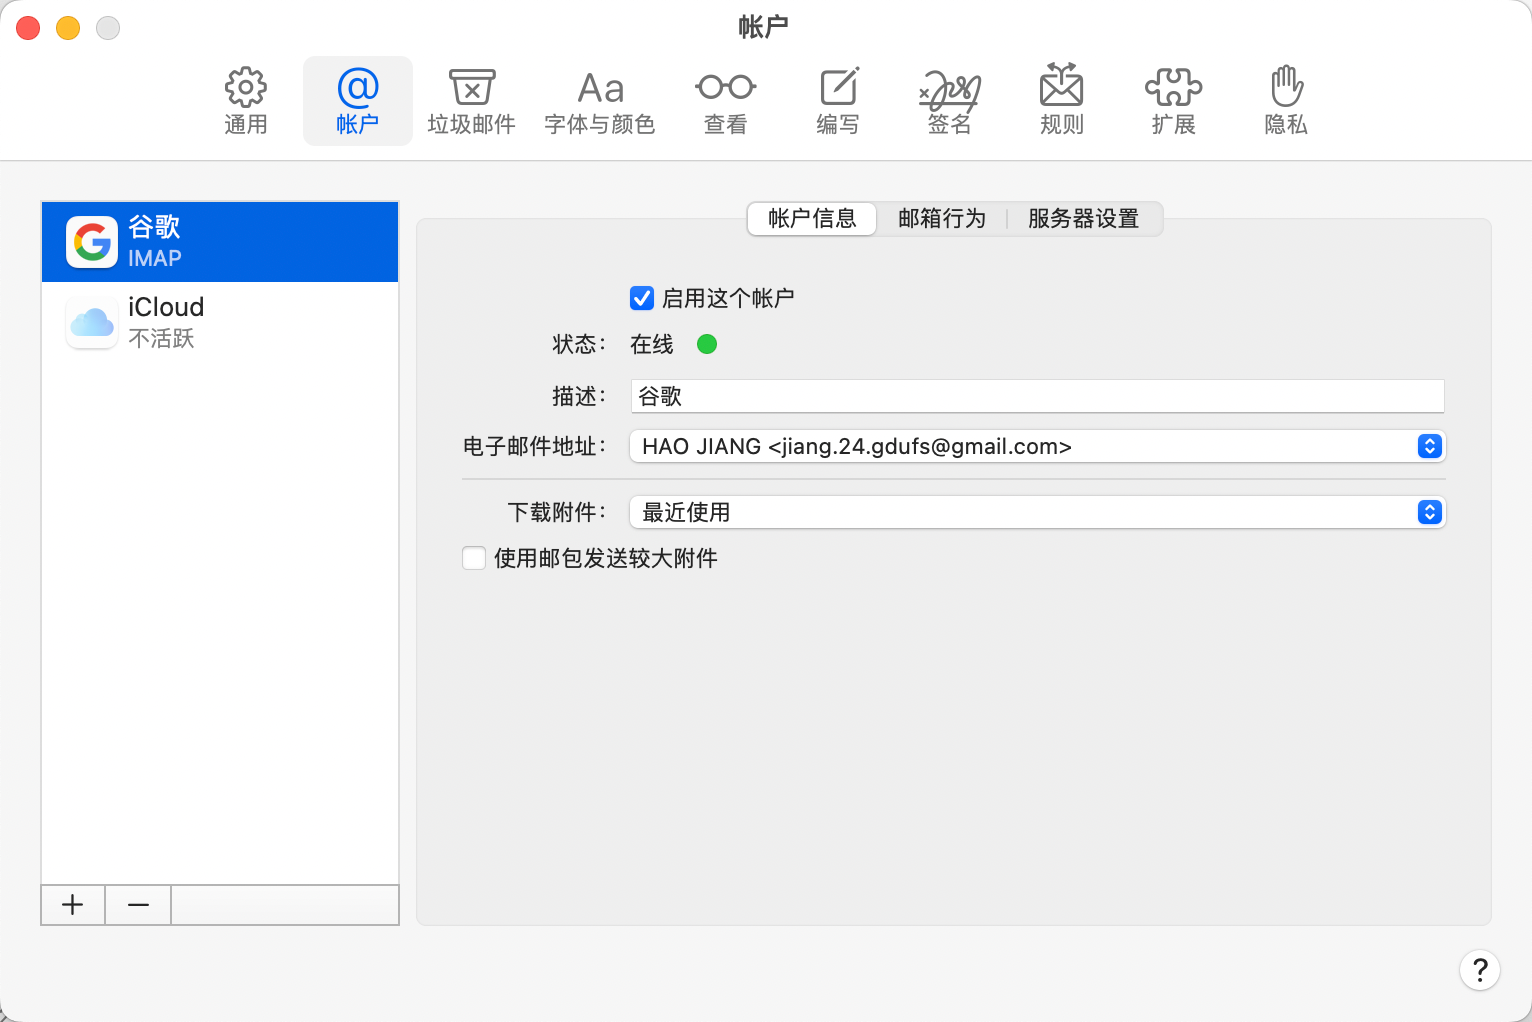 帐户
通用
@
帐户
垃圾邮件
Aa
字体与颜色
查看
编写
签名
规则
扩展
隐私
谷歌
IMAP
iCloud
不活跃
帐户信息
邮箱行为
服务器设置
启用这个帐户
状态： 在线
描述： 谷歌
电子邮件地址： HAO JIANG <jiang.24.gdufs@gmail.com>
下载附件： 最近使用
使用邮包发送较大附件
?